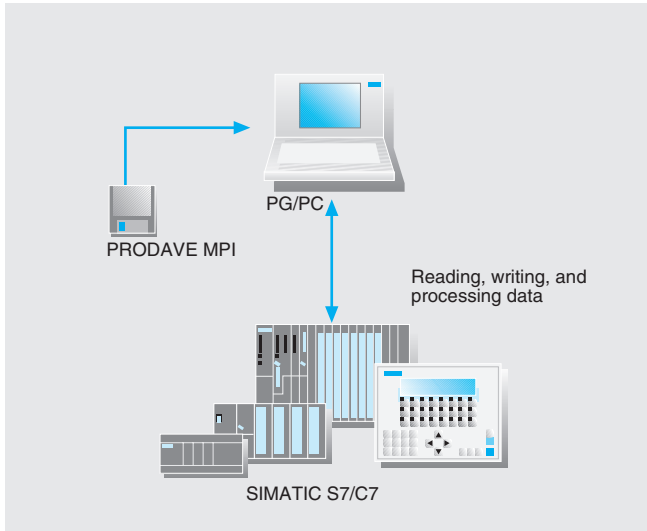 PG/PC
PRODAVE MPI
Reading, writing, and
processing data
SIMATIC S7/C7